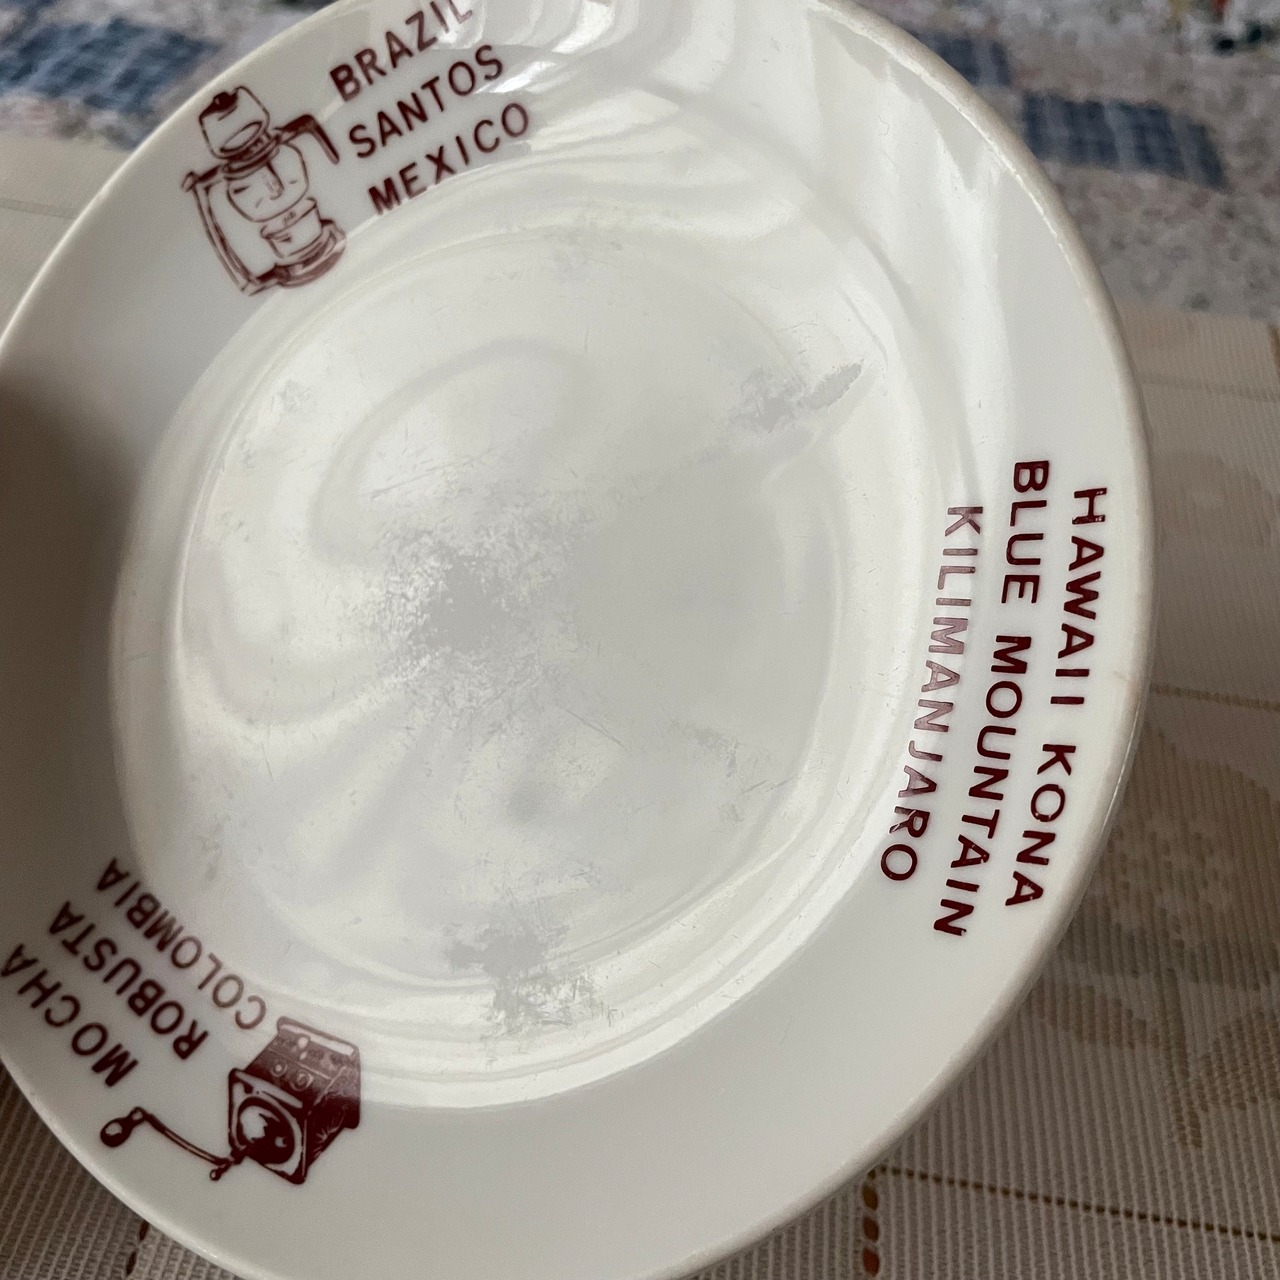 BRAZIL
SANTOS
MEXICO
HAWAII KONA
BLUE MOUNTAIN
KILIMANJARO
MOCHA
ROBUSTA
COLOMBIA